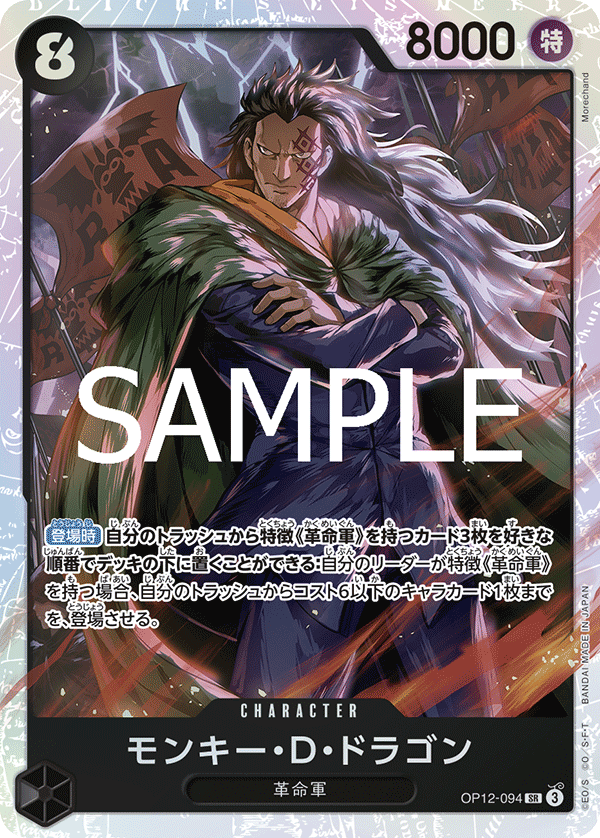 8
8000
特
Morechand
R A
SAMPLE
登場時 自分のトラッシュから特徴《革命軍》を持つカード3枚を好きな
順番でデッキの下に置くことができる：自分のリーダーが特徴《革命軍》
を持つ場合、自分のトラッシュからコスト6以下のキャラカード1枚まで
を、登場させる。
CHARACTER
モンキー・D・ドラゴン
革命軍
OP12-094 SR 3
©E.O/S ©O/S・F・T BANDAI MADE IN JAPAN